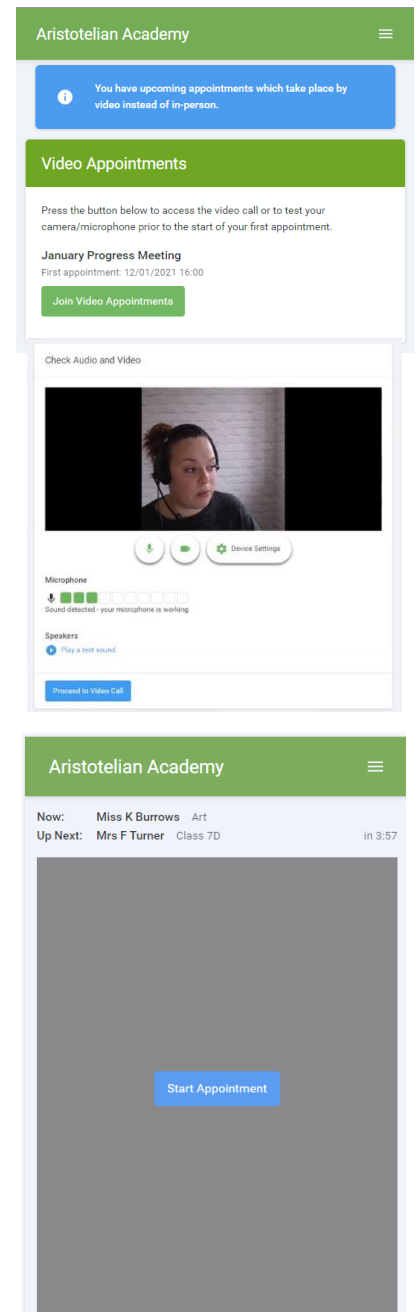 Aristotelian Academy
You have upcoming appointments which take place by
video instead of in-person.
Video Appointments
Press the button below to access the video call or to test your
camera/microphone prior to the start of your first appointment.
January Progress Meeting
First appointment: 12/01/2021 16:00
Join Video Appointments
Check Audio and Video
Device Settings
Microphone
Sound detected - your microphone is working
Speakers
Play a test sound
Proceed to Video Call
Aristotelian Academy
Now: Miss K Burrows Art
Up Next: Mrs F Turner Class 7D in 3:57
Start Appointment